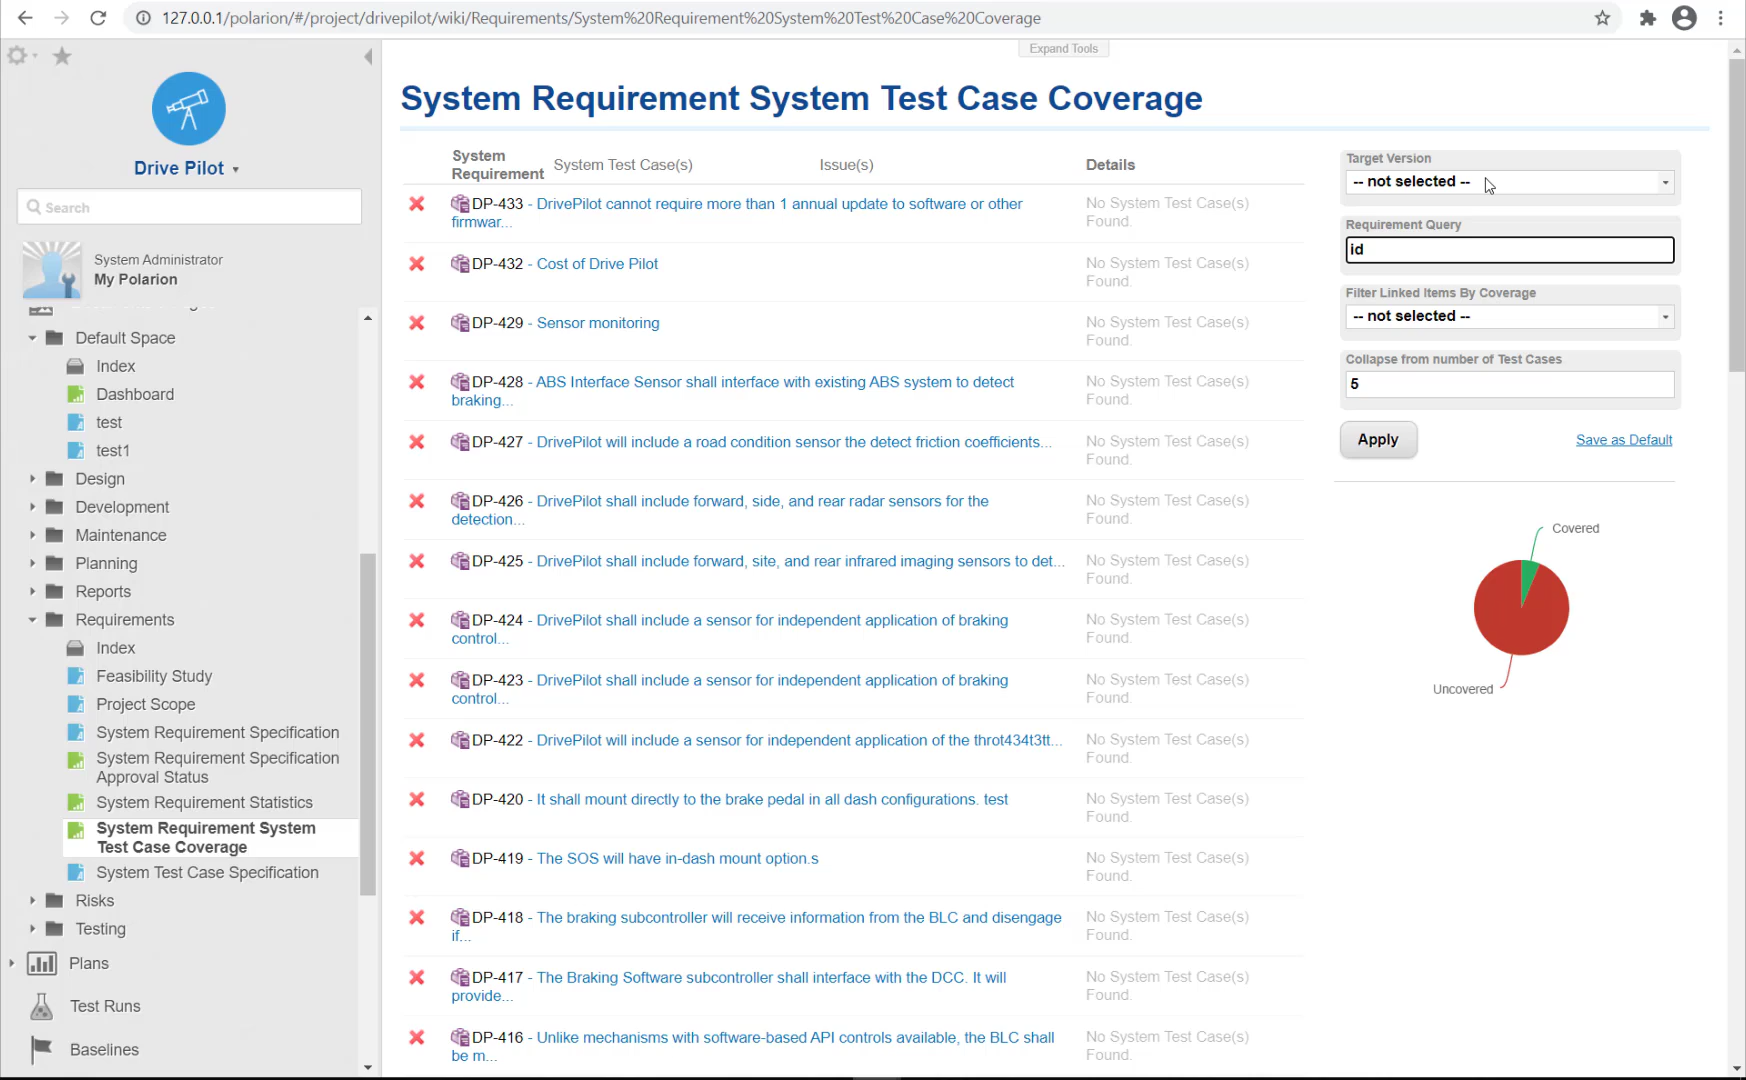 127.0.0.1/polarion/#/project/drivepilot/wiki/Requirements/System%20Requirement%20System%20Test%20Case%20Coverage
Drive Pilot
Search
System Administrator
My Polarion
Default Space
Index
Dashboard
test
test1
Design
Development
Maintenance
Planning
Reports
Requirements
Index
Feasibility Study
Project Scope
System Requirement Specification
System Requirement Specification
Approval Status
System Requirement Statistics
System Requirement System
Test Case Coverage
System Test Case Specification
Risks
Testing
Plans
Test Runs
Baselines
Expand Tools
System Requirement System Test Case Coverage
System
Requirement
System Test Case(s)
Issue(s)
Details
DP-433 - DrivePilot cannot require more than 1 annual update to software or other
firmwar...
No System Test Case(s)
Found.
DP-432 - Cost of Drive Pilot
No System Test Case(s)
Found.
DP-429 - Sensor monitoring
No System Test Case(s)
Found.
DP-428 - ABS Interface Sensor shall interface with existing ABS system to detect
braking...
No System Test Case(s)
Found.
DP-427 - DrivePilot will include a road condition sensor the detect friction coefficients...
No System Test Case(s)
Found.
DP-426 - DrivePilot shall include forward, side, and rear radar sensors for the
detection...
No System Test Case(s)
Found.
DP-425 - DrivePilot shall include forward, site, and rear infrared imaging sensors to det...
No System Test Case(s)
Found.
DP-424 - DrivePilot shall include a sensor for independent application of braking
control...
No System Test Case(s)
Found.
DP-423 - DrivePilot shall include a sensor for independent application of braking
control...
No System Test Case(s)
Found.
DP-422 - DrivePilot will include a sensor for independent application of the throt434t3tt...
No System Test Case(s)
Found.
DP-420 - It shall mount directly to the brake pedal in all dash configurations. test
No System Test Case(s)
Found.
DP-419 - The SOS will have in-dash mount option.s
No System Test Case(s)
Found.
DP-418 - The braking subcontroller will receive information from the BLC and disengage
if...
No System Test Case(s)
Found.
DP-417 - The Braking Software subcontroller shall interface with the DCC. It will
provide...
No System Test Case(s)
Found.
DP-416 - Unlike mechanisms with software-based API controls available, the BLC shall
be m...
No System Test Case(s)
Found.
Target Version
-- not selected --
Requirement Query
id
Filter Linked Items By Coverage
-- not selected --
Collapse from number of Test Cases
5
Apply
Save as Default
Covered
Uncovered